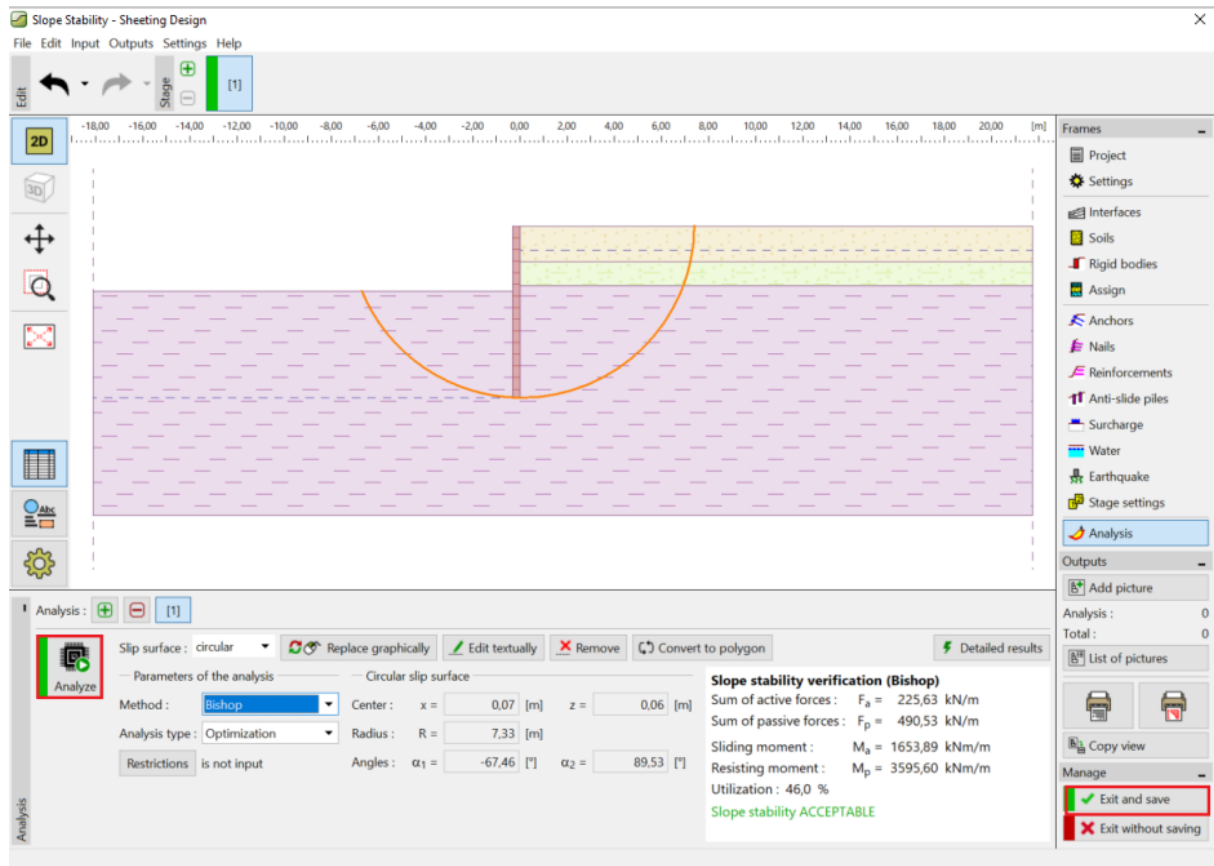 Slope Stability - Sheeting Design
File Edit Input Outputs Settings Help
Edit
Stage
[1]
2D
3D
Abc
-18,00 -16,00 -14,00 -12,00 -10,00 -8,00 -6,00 -4,00 -2,00 0,00 2,00 4,00 6,00 8,00 10,00 12,00 14,00 16,00 18,00 20,00 [m]
Frames
Project
Settings
Interfaces
Soils
Rigid bodies
Assign
Anchors
Nails
Reinforcements
Anti-slide piles
Surcharge
Water
Earthquake
Stage settings
Analysis
Outputs
Add picture
Analysis : 0
Total : 0
List of pictures
Copy view
Manage
Exit and save
Exit without saving
Analysis : [1]
Analyze
Slip surface : circular Replace graphically Edit textually Remove Convert to polygon Detailed results
Parameters of the analysis
Method : Bishop
Analysis type : Optimization
Restrictions is not input
Circular slip surface
Center : x = 0,07 [m] z = 0,06 [m]
Radius : R = 7,33 [m]
Angles : α1 = -67,46 [°] α2 = 89,53 [°]
Slope stability verification (Bishop)
Sum of active forces : Fa = 225,63 kN/m
Sum of passive forces : Fp = 490,53 kN/m
Sliding moment : Ma = 1653,89 kNm/m
Resisting moment : Mp = 3595,60 kNm/m
Utilization : 46,0 %
Slope stability ACCEPTABLE
Analysis